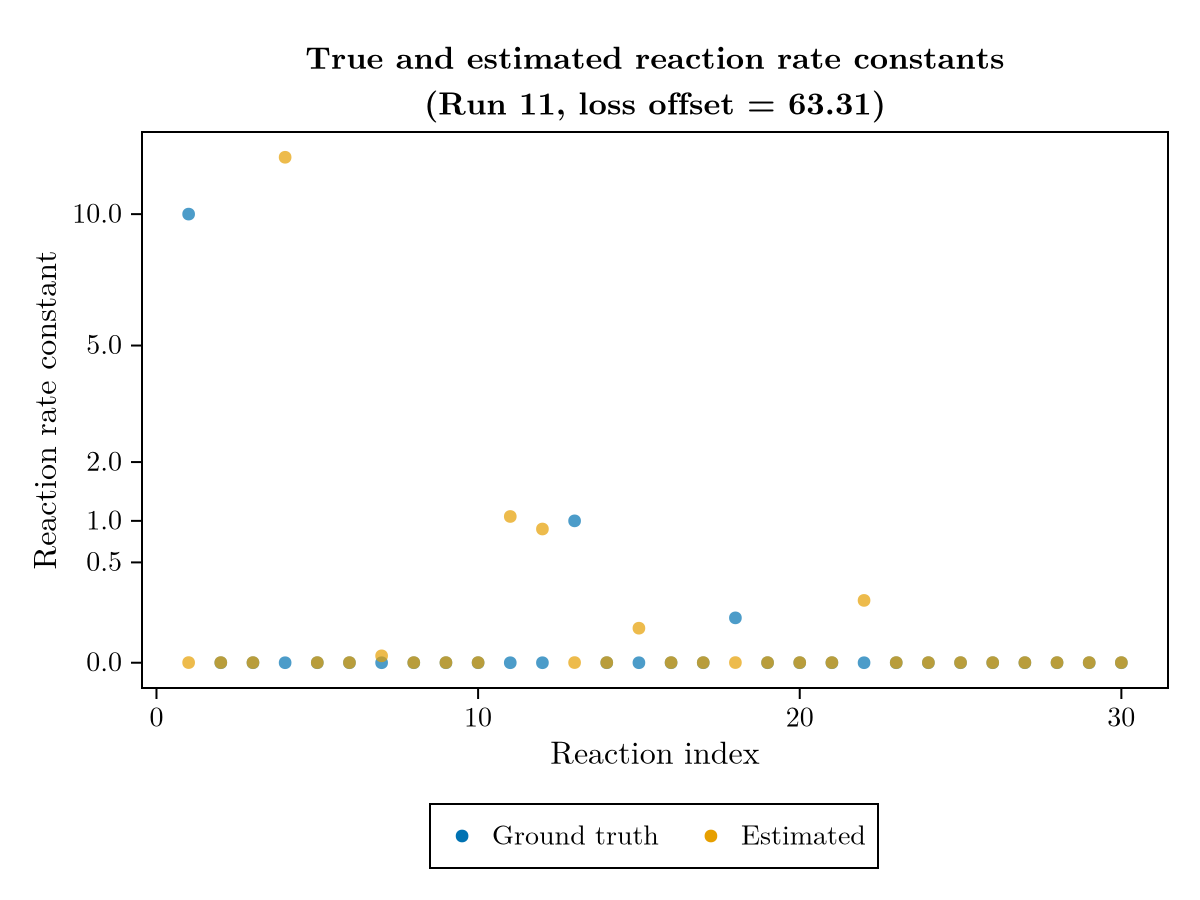 True and estimated reaction rate constants
(Run 11, loss offset = 63.31)
Reaction rate constant
10.0
5.0
2.0
1.0
0.5
0.0
0 10 20 30
Reaction index
Ground truth Estimated